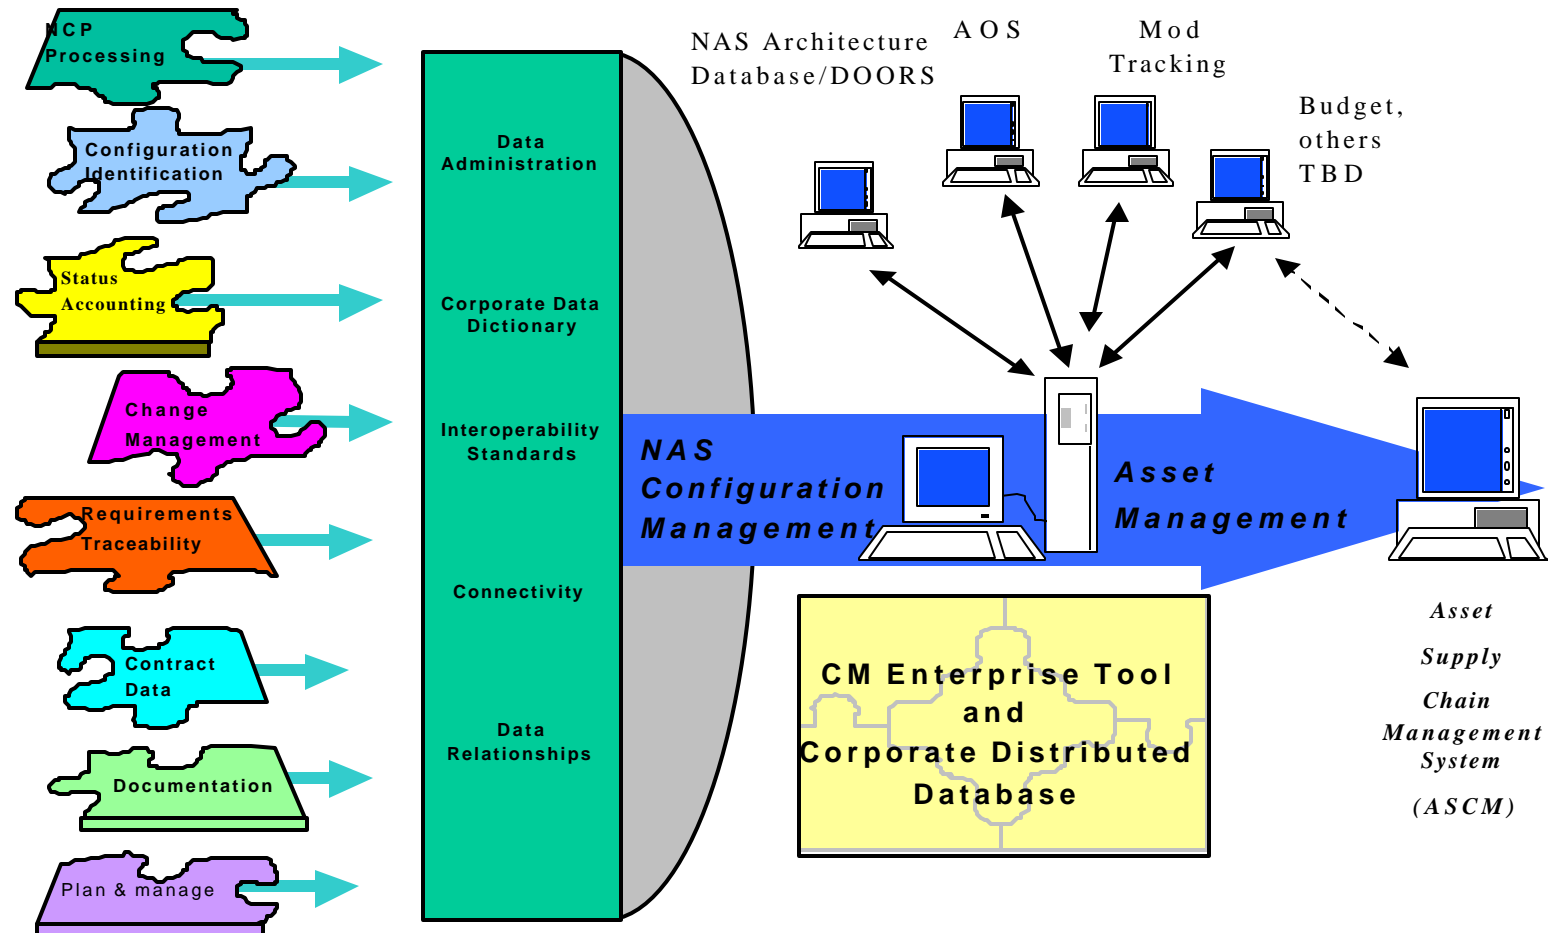 NCP
Processing
Configuration
Identification
Status
Accounting
Change
Management
Requirements
Traceability
Contract
Data
Documentation
Plan & manage
Data
Administration
Corporate Data
Dictionary
Interoperability
Standards
Connectivity
Data
Relationships
NAS Architecture
Database/DOORS
AOS
Mod
Tracking
Budget,
others
TBD
NAS
Configuration
Management
Asset
Management
CM Enterprise Tool
and
Corporate Distributed
Database
Asset
Supply
Chain
Management
System
(ASCM)